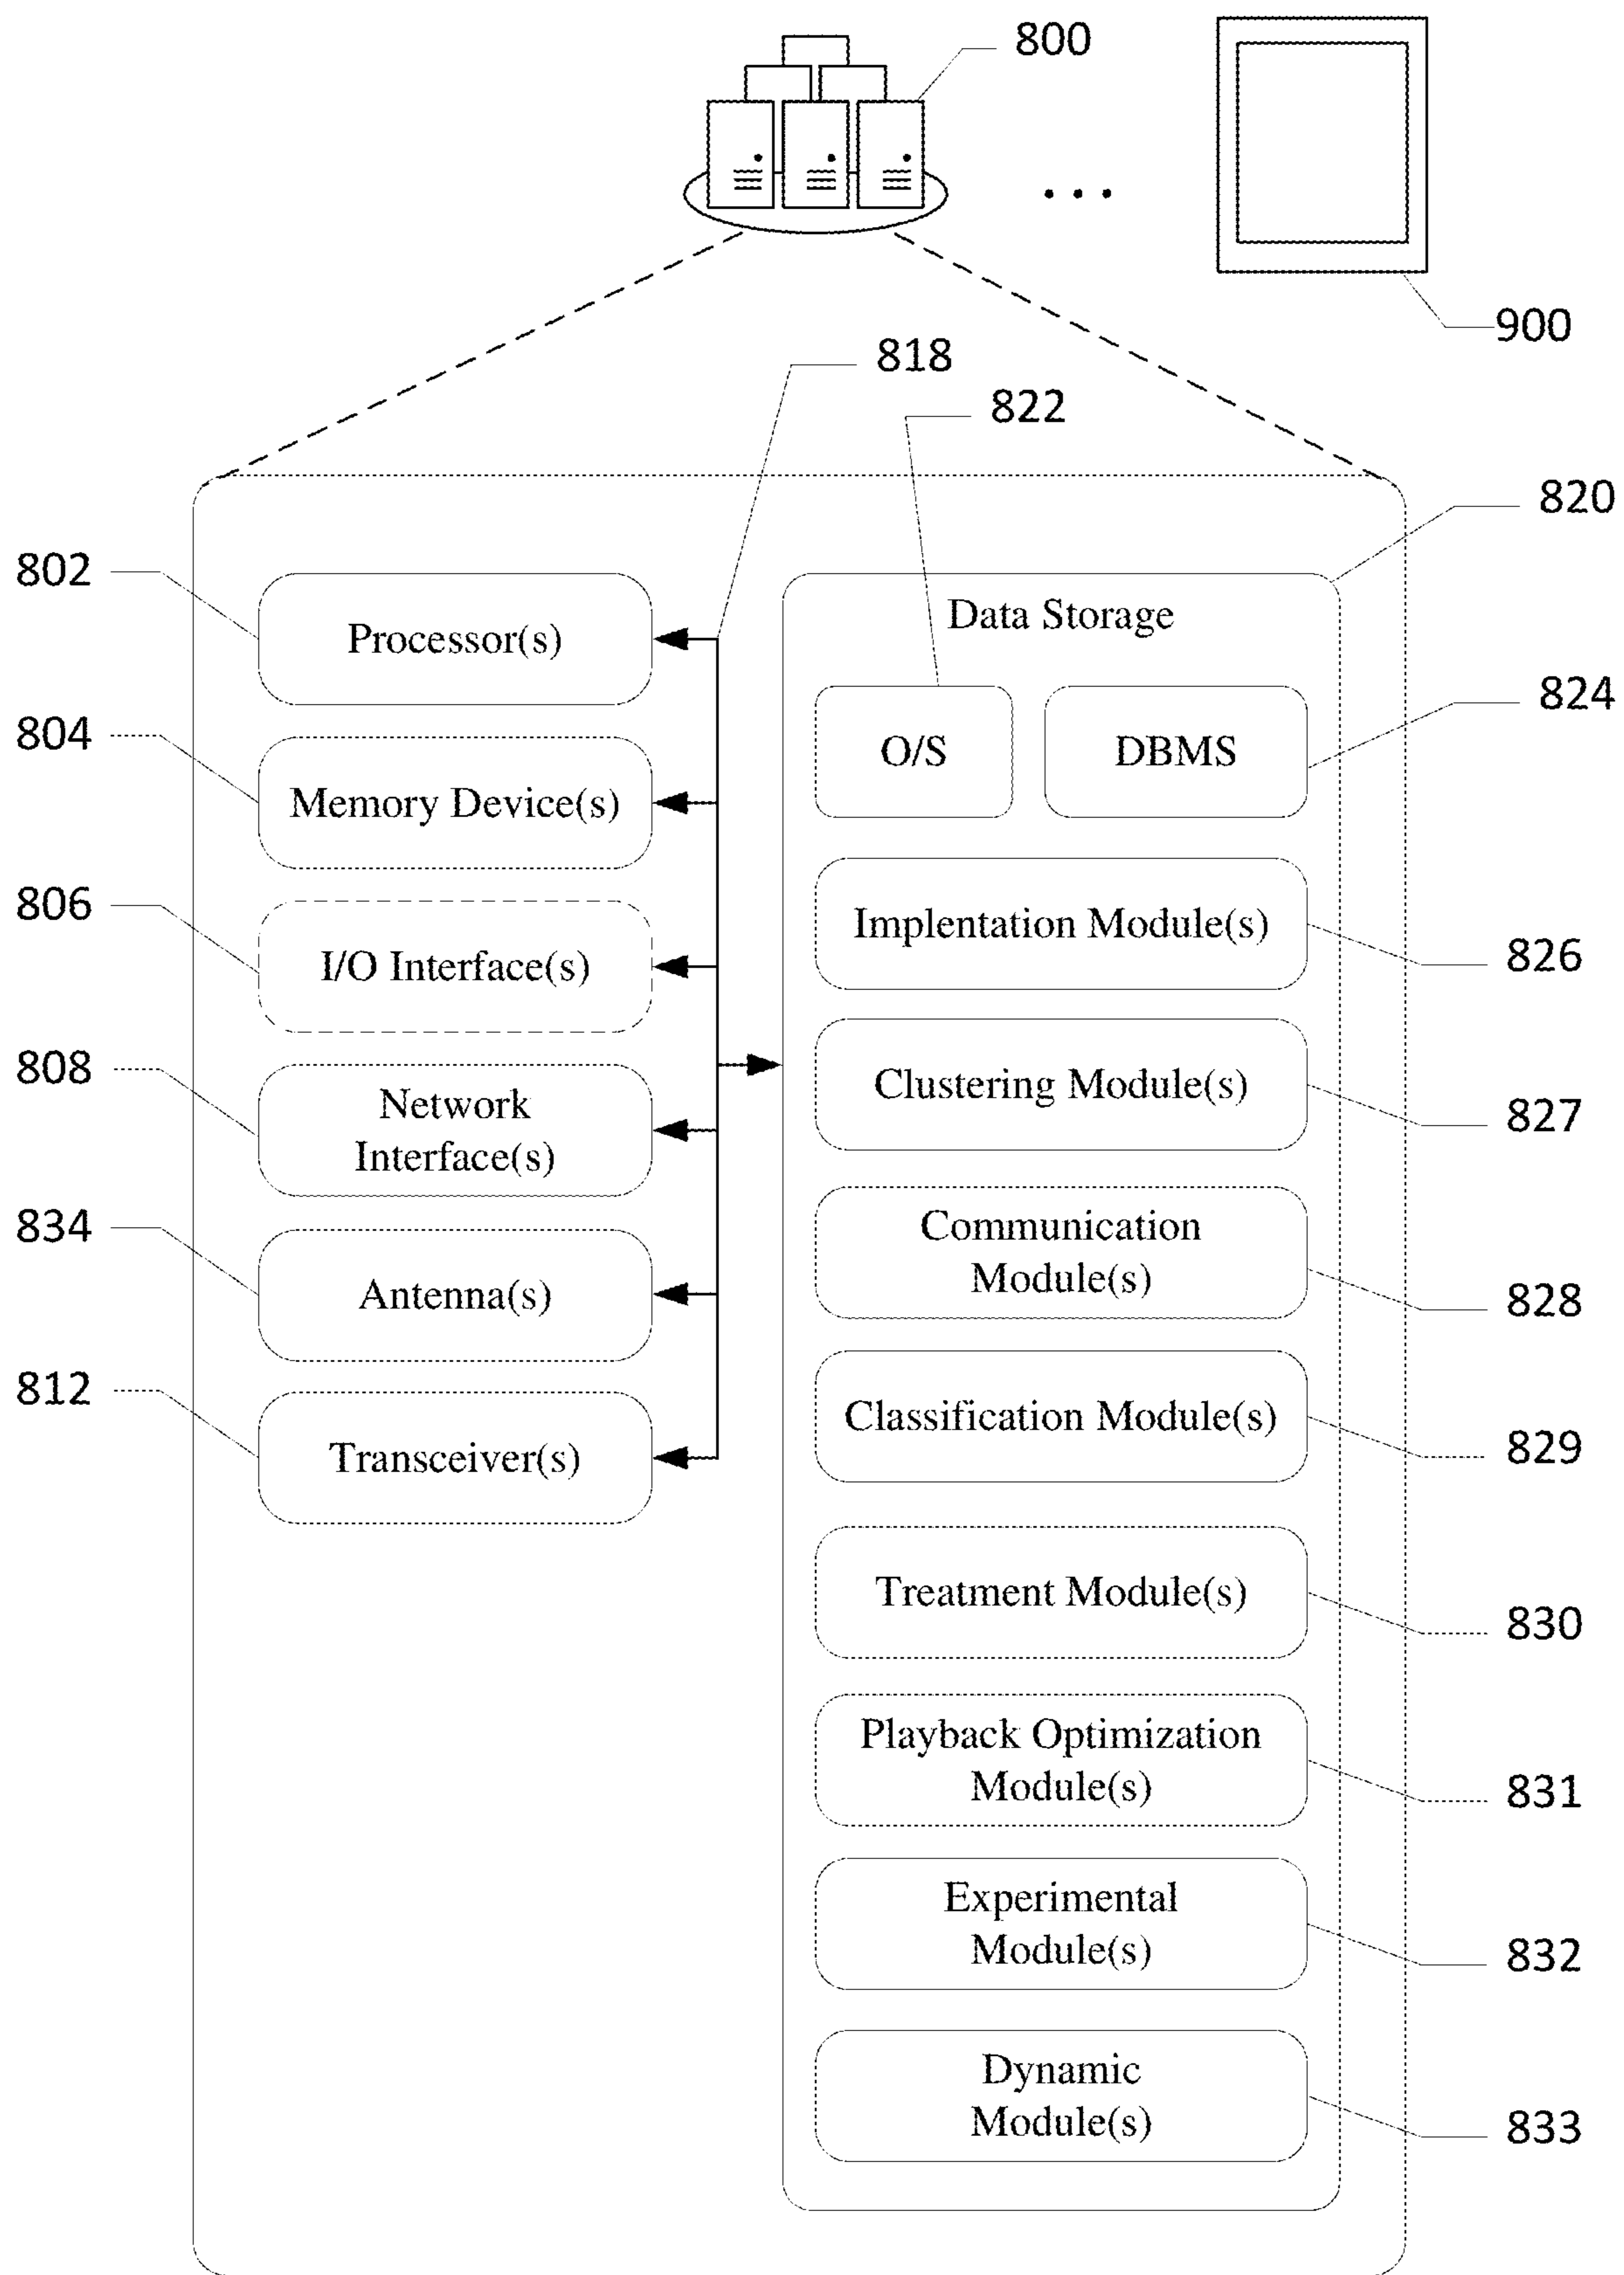 800
900
818
822
820
802
Processor(s)
Data Storage
804
Memory Device(s)
O/S
DBMS
824
806
I/O Interface(s)
Implentation Module(s)
826
808
Network
Interface(s)
Clustering Module(s)
827
834
Antenna(s)
Communication
Module(s)
828
812
Transceiver(s)
Classification Module(s)
829
Treatment Module(s)
830
Playback Optimization
Module(s)
831
Experimental
Module(s)
832
Dynamic
Module(s)
833